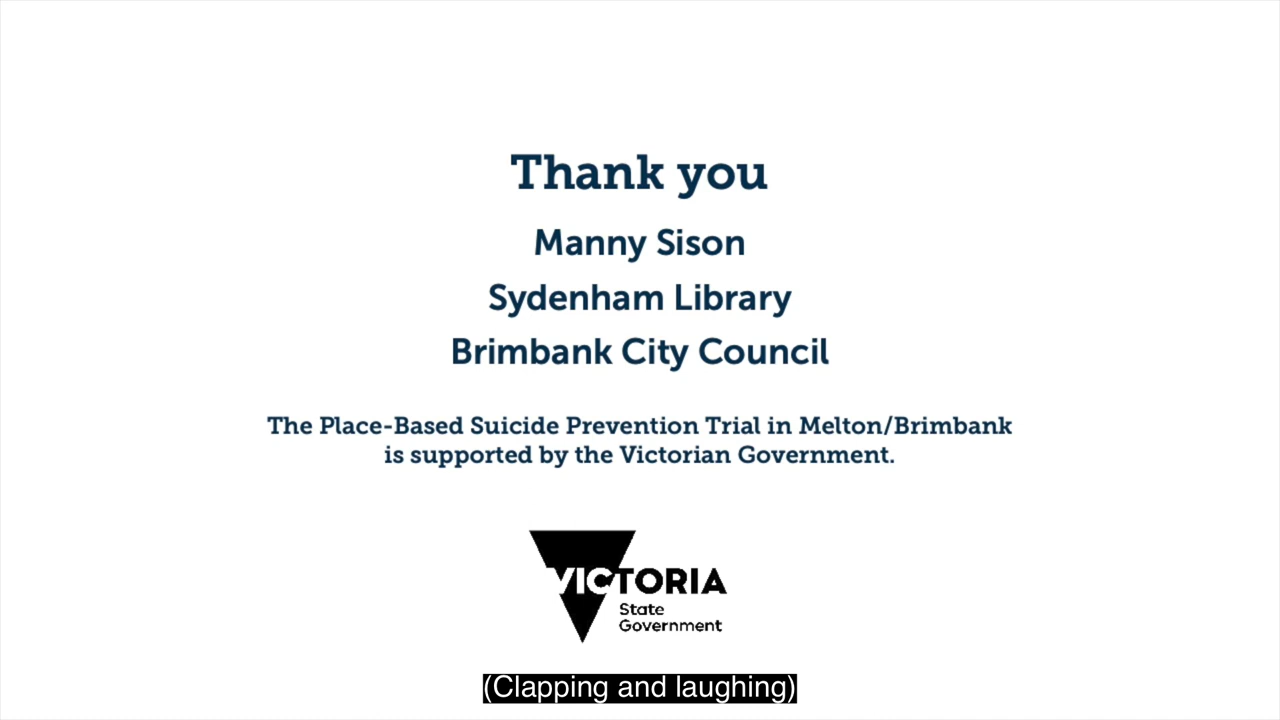 Thank you
Manny Sison
Sydenham Library
Brimbank City Council
The Place-Based Suicide Prevention Trial in Melton/Brimbank
is supported by the Victorian Government.
VICTORIA
State
Government
(Clapping and laughing)